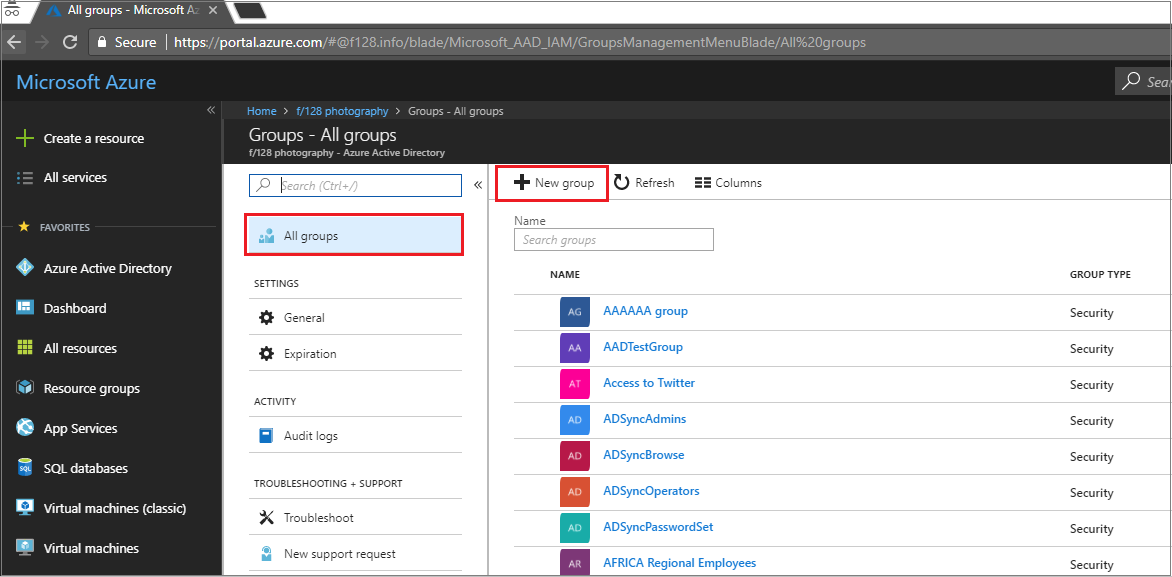 All groups - Microsoft Az
Secure https://portal.azure.com/#@f128.info/blade/Microsoft_AAD_IAM/GroupsManagementMenuBlade/All%20groups
Microsoft Azure
Sear
Home > f/128 photography > Groups - All groups
Groups - All groups
f/128 photography - Azure Active Directory
Create a resource
All services
FAVORITES
Azure Active Directory
Dashboard
All resources
Resource groups
App Services
SQL databases
Virtual machines (classic)
Virtual machines
Search (Ctrl+/)
All groups
SETTINGS
General
Expiration
ACTIVITY
Audit logs
TROUBLESHOOTING + SUPPORT
Troubleshoot
New support request
New group Refresh Columns
Name
Search groups
NAME GROUP TYPE
AG AAAAAA group Security
AA AADTestGroup Security
AT Access to Twitter Security
AD ADSyncAdmins Security
AD ADSyncBrowse Security
AD ADSyncOperators Security
AD ADSyncPasswordSet Security
AR AFRICA Regional Employees Security